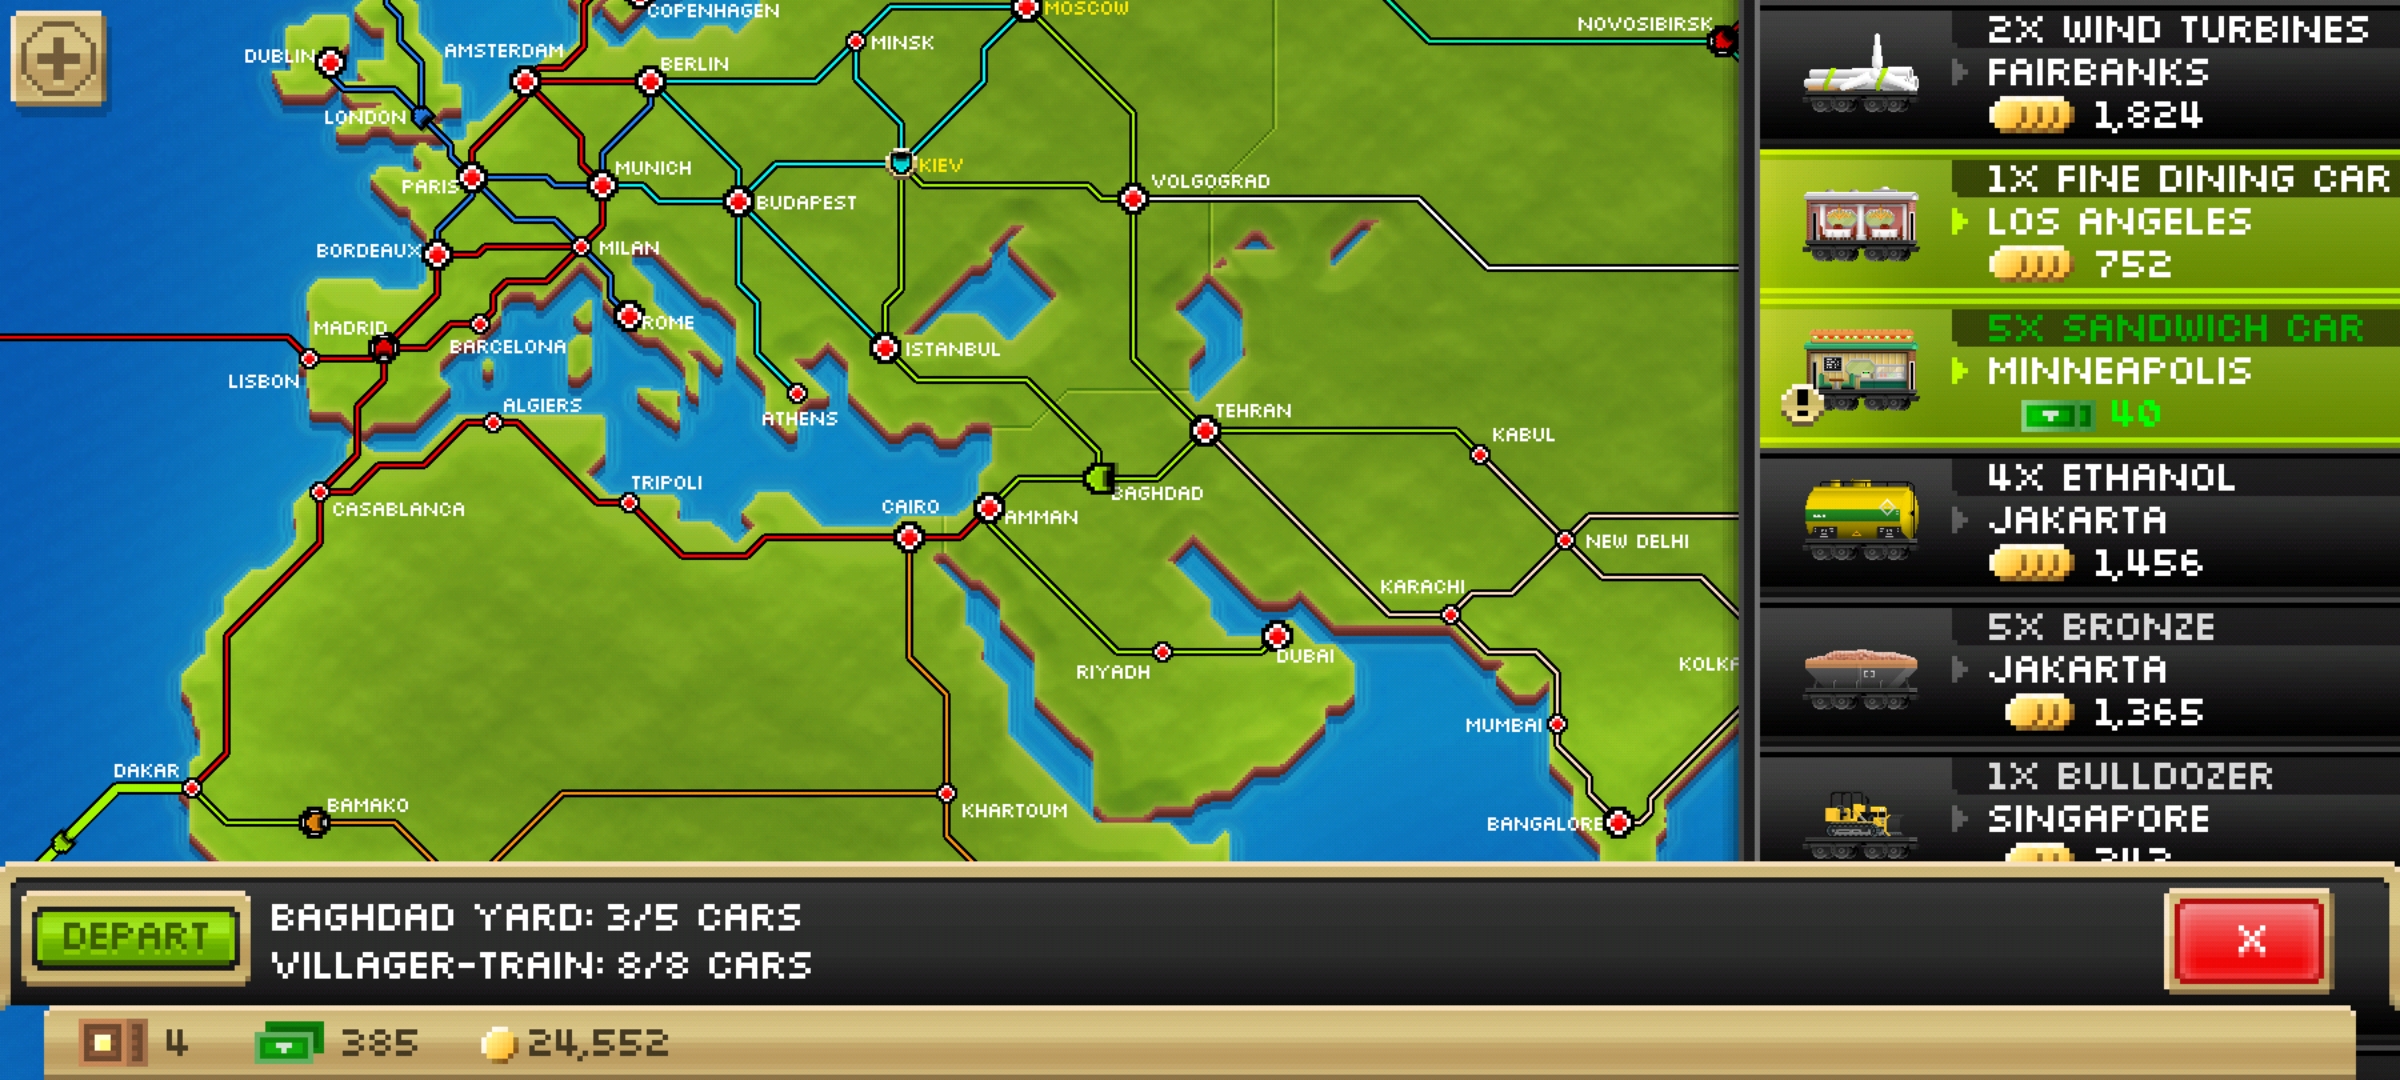 COPENHAGEN
MOSCOW
NOVOSIBIRSK
DUBLIN
AMSTERDAM
MINSK
BERLIN
LONDON
PARIS
MUNICH
KIEV
VOLGOGRAD
BUDAPEST
BORDEAUX
MILAN
MADRID
ROME
BARCELONA
ISTANBUL
LISBON
ALGIERS
ATHENS
TEHRAN
KABUL
TRIPOLI
BAGHDAD
CASABLANCA
CAIRO
AMMAN
NEW DELHI
KARACHI
RIYADH
DUBAI
KOLKA
MUMBAI
DAKAR
BAMAKO
KHARTOUM
BANGALORE
2X WIND TURBINES
FAIRBANKS
1,824
1X FINE DINING CAR
LOS ANGELES
752
5X SANDWICH CAR
MINNEAPOLIS
40
4X ETHANOL
JAKARTA
1,456
5X BRONZE
JAKARTA
1,365
1X BULLDOZER
SINGAPORE
DEPART
BAGHDAD YARD: 3/5 CARS
VILLAGER-TRAIN: 8/8 CARS
X
4
385
24,552